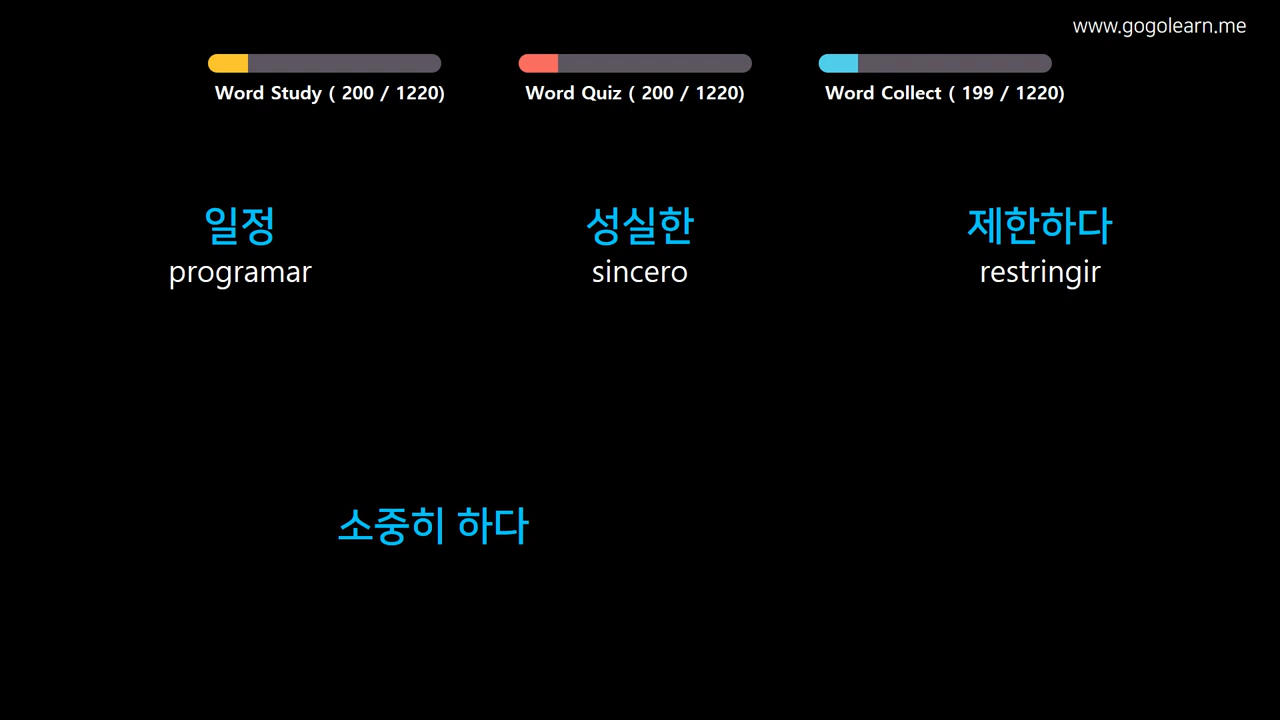 www.gogolearn.me
Word Study ( 200 / 1220)
Word Quiz ( 200 / 1220)
Word Collect ( 199 / 1220)
일정
programar
성실한
sincero
제한하다
restringir
소중히 하다